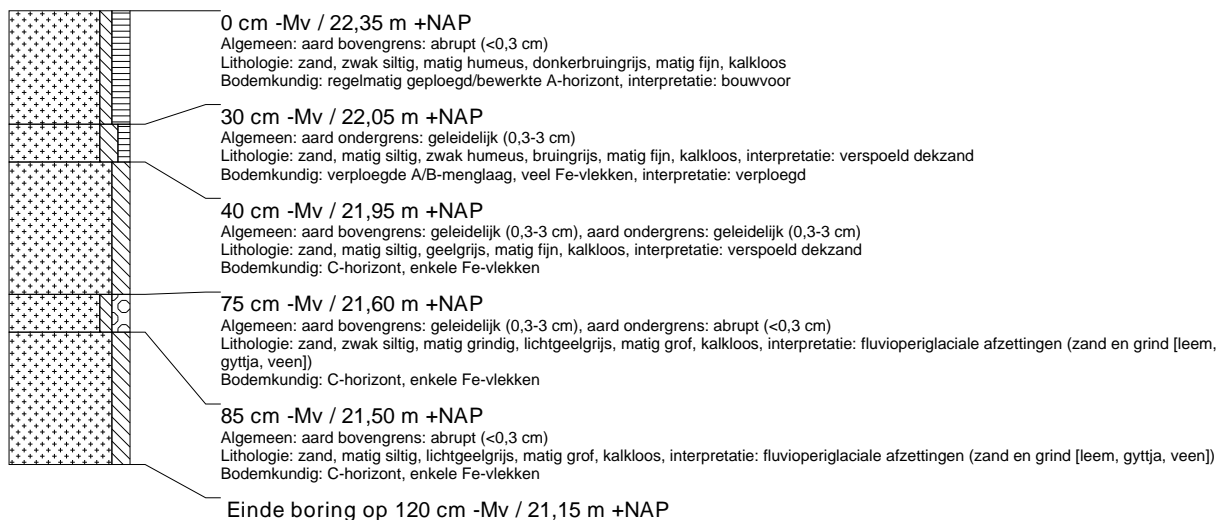 0 cm -Mv / 22,35 m +NAP
Algemeen: aard bovengrens: abrupt (<0,3 cm)
Lithologie: zand, zwak siltig, matig humeus, donkerbruingrijs, matig fijn, kalkloos
Bodemkundig: regelmatig geploegd/bewerkte A-horizont, interpretatie: bouwvoor
30 cm -Mv / 22,05 m +NAP
Algemeen: aard ondergrens: geleidelijk (0,3-3 cm)
Lithologie: zand, matig siltig, zwak humeus, bruingrijs, matig fijn, kalkloos, interpretatie: verspoeld dekzand
Bodemkundig: verploegde A/B-menglaag, veel Fe-vlekken, interpretatie: verploegd
40 cm -Mv / 21,95 m +NAP
Algemeen: aard bovengrens: geleidelijk (0,3-3 cm), aard ondergrens: geleidelijk (0,3-3 cm)
Lithologie: zand, matig siltig, geelgrijs, matig fijn, kalkloos, interpretatie: verspoeld dekzand
Bodemkundig: C-horizont, enkele Fe-vlekken
75 cm -Mv / 21,60 m +NAP
Algemeen: aard bovengrens: geleidelijk (0,3-3 cm), aard ondergrens: abrupt (<0,3 cm)
Lithologie: zand, zwak siltig, matig grindig, lichtgeelgrijs, matig grof, kalkloos, interpretatie: fluvioperiglaciale afzettingen (zand en grind [leem,
gyttja, veen])
Bodemkundig: C-horizont, enkele Fe-vlekken
85 cm -Mv / 21,50 m +NAP
Algemeen: aard bovengrens: abrupt (<0,3 cm)
Lithologie: zand, matig siltig, lichtgeelgrijs, matig grof, kalkloos, interpretatie: fluvioperiglaciale afzettingen (zand en grind [leem, gyttja, veen])
Bodemkundig: C-horizont, enkele Fe-vlekken
Einde boring op 120 cm -Mv / 21,15 m +NAP